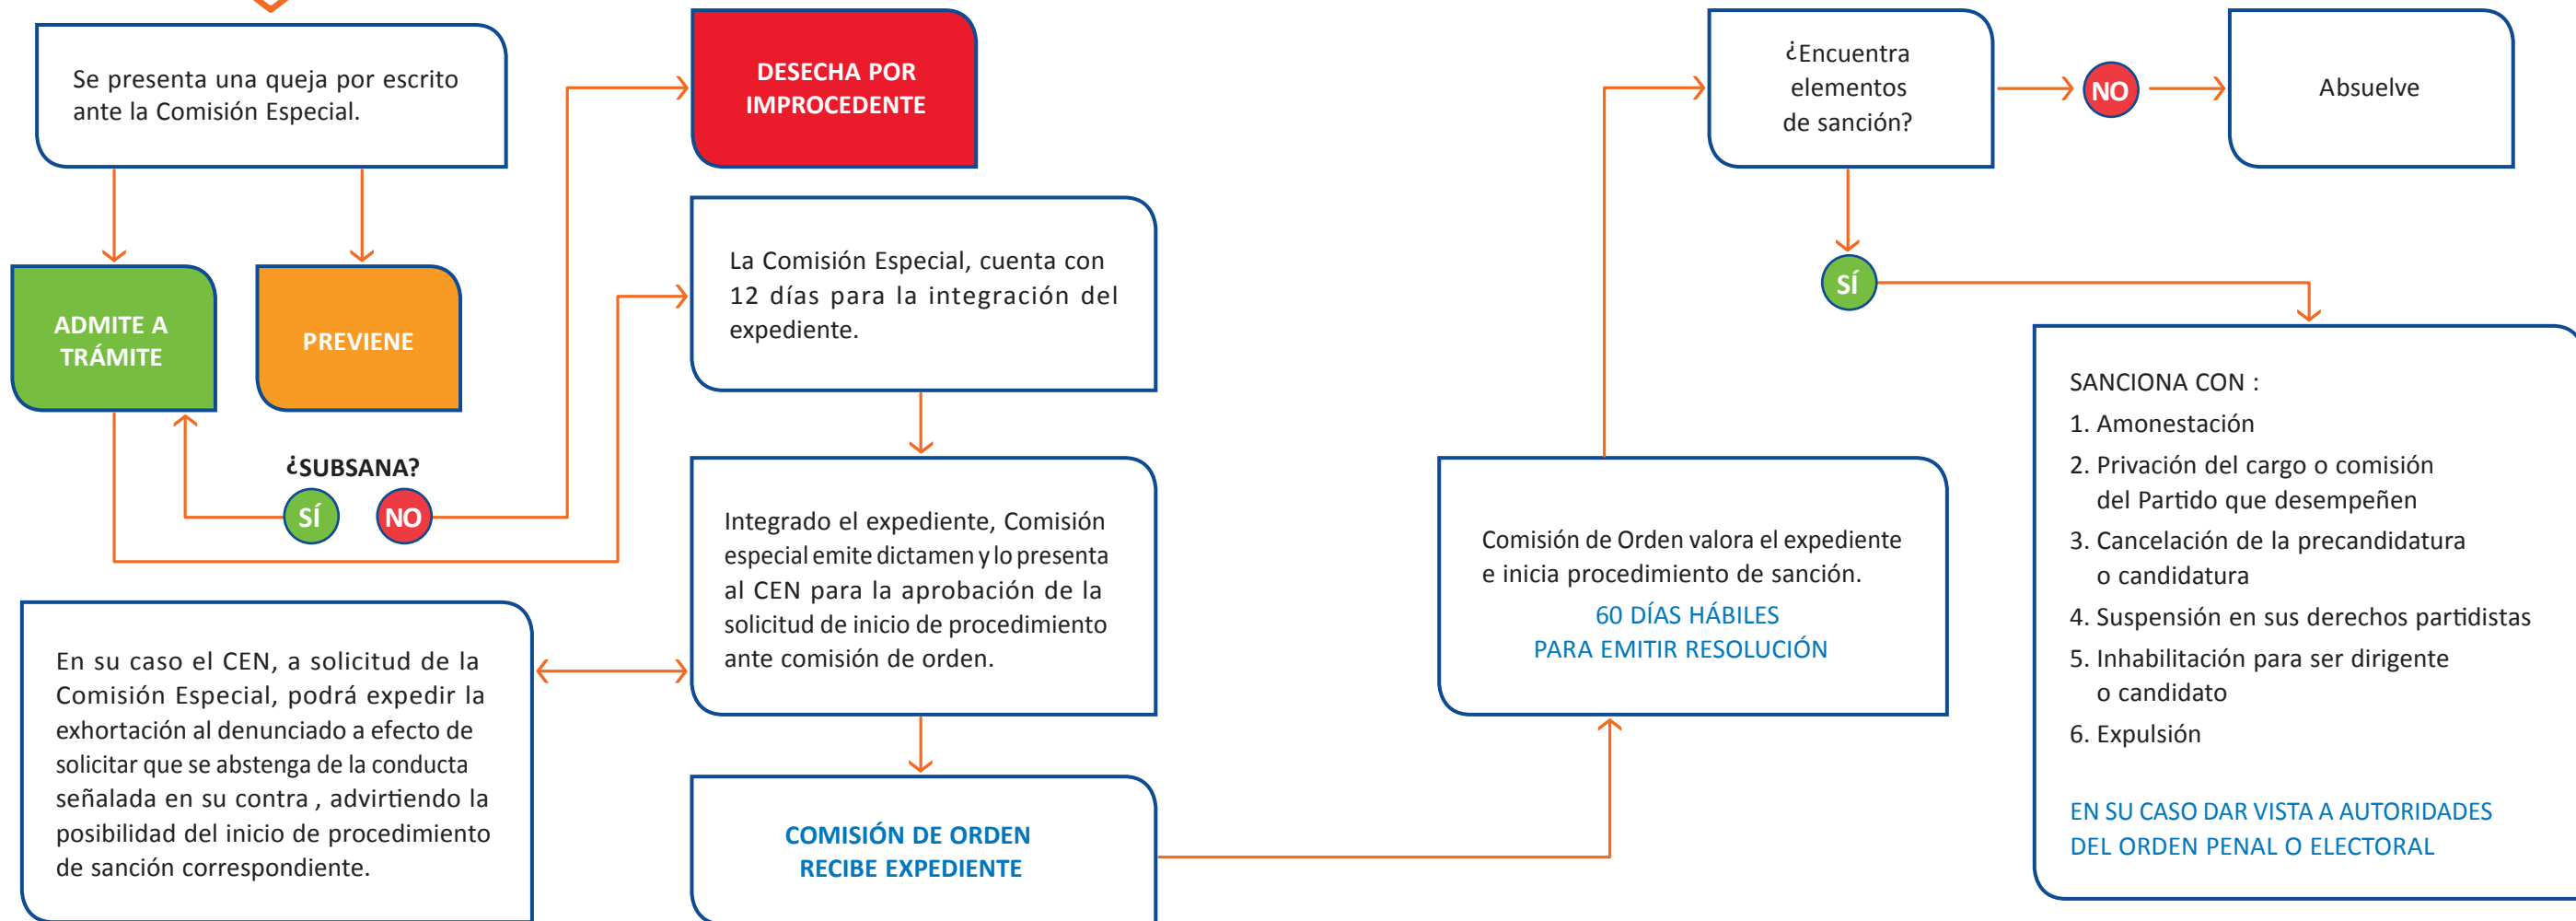 Se presenta una queja por escrito
ante la Comisión Especial.
ADMITE A
TRÁMITE
PREVIENE
¿SUBSANA?
SÍ
NO
En su caso el CEN, a solicitud de la
Comisión Especial, podrá expedir la
exhortación al denunciado a efecto de
solicitar que se abstenga de la conducta
señalada en su contra , advirtiendo la
posibilidad del inicio de procedimiento
de sanción correspondiente.
DESECHA POR
IMPROCEDENTE
La Comisión Especial, cuenta con
12 días para la integración del
expediente.
Integrado el expediente, Comisión
especial emite dictamen y lo presenta
al CEN para la aprobación de la
solicitud de inicio de procedimiento
ante comisión de orden.
COMISIÓN DE ORDEN
RECIBE EXPEDIENTE
Comisión de Orden valora el expediente
e inicia procedimiento de sanción.
60 DÍAS HÁBILES
PARA EMITIR RESOLUCIÓN
¿Encuentra
elementos
de sanción?
NO
Absuelve
SÍ
SANCIONA CON :
1. Amonestación
2. Privación del cargo o comisión
del Partido que desempeñen
3. Cancelación de la precandidatura
o candidatura
4. Suspensión en sus derechos partidistas
5. Inhabilitación para ser dirigente
o candidato
6. Expulsión
EN SU CASO DAR VISTA A AUTORIDADES
DEL ORDEN PENAL O ELECTORAL